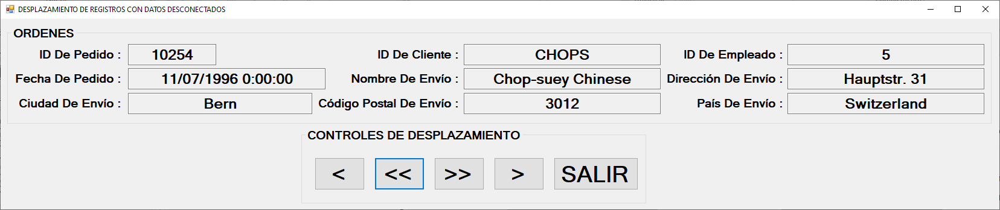 DESPLAZAMIENTO DE REGISTROS CON DATOS DESCONECTADOS
ORDENES
ID De Pedido : 10254 ID De Cliente : CHOPS ID De Empleado : 5
Fecha De Pedido : 11/07/1996 0:00:00 Nombre De Envío : Chop-suey Chinese Dirección De Envío : Hauptstr. 31
Ciudad De Envío : Bern Código Postal De Envío : 3012 País De Envío : Switzerland
CONTROLES DE DESPLAZAMIENTO
< << >> > SALIR